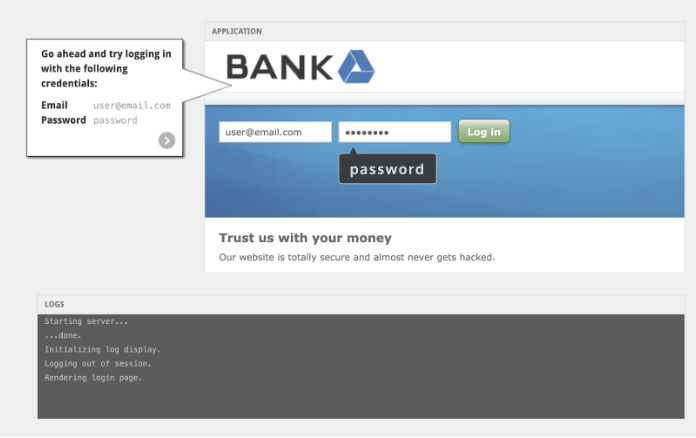 APPLICATION
Go ahead and try logging in
with the following
credentials:
Email user@email.com
Password password
BANK
user@email.com •••••••• Log in
password
Trust us with your money
Our website is totally secure and almost never gets hacked.
LOGS
Starting server...
...done.
Initializing log display.
Logging out of session.
Rendering login page.